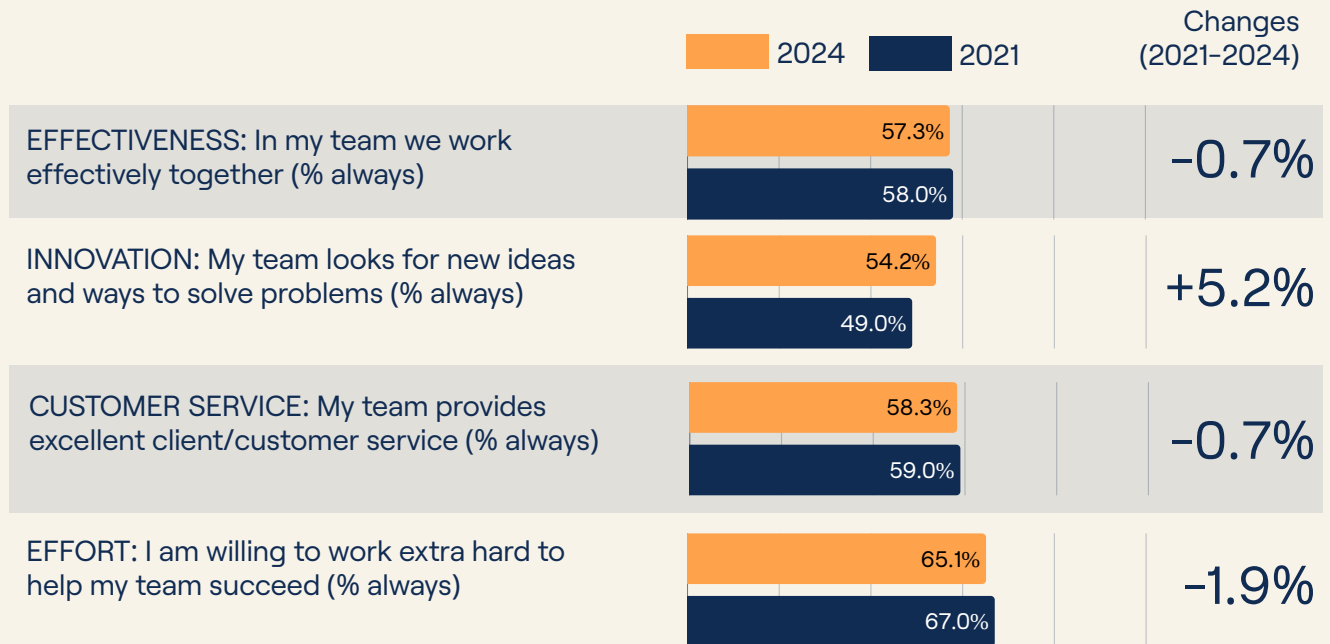 2024
2021
Changes
(2021-2024)
EFFECTIVENESS: In my team we work
effectively together (% always)
57.3%
58.0%
-0.7%
INNOVATION: My team looks for new ideas
and ways to solve problems (% always)
54.2%
49.0%
+5.2%
CUSTOMER SERVICE: My team provides
excellent client/customer service (% always)
58.3%
59.0%
-0.7%
EFFORT: I am willing to work extra hard to
help my team succeed (% always)
65.1%
67.0%
-1.9%